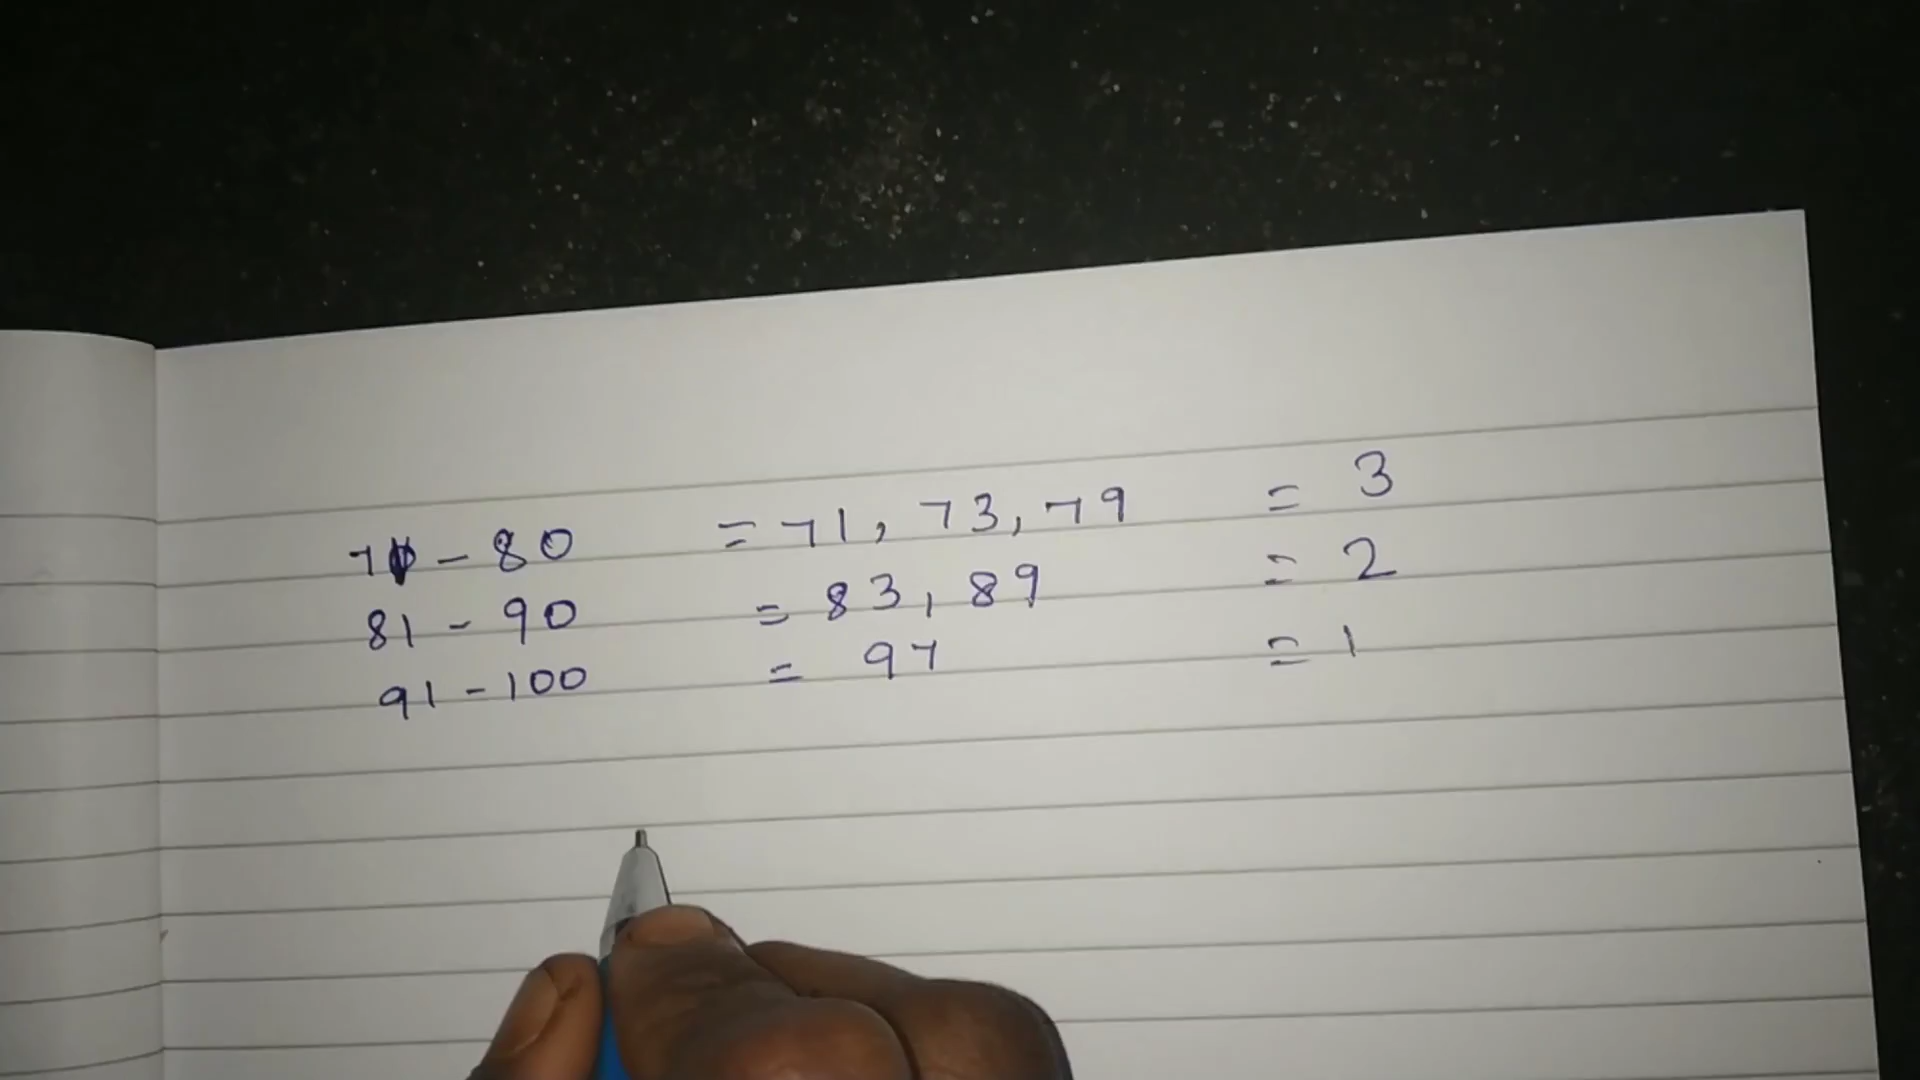 71 - 80 = 71, 73, 79 = 3
81 - 90 = 83, 89 = 2
91 - 100 = 97 = 1